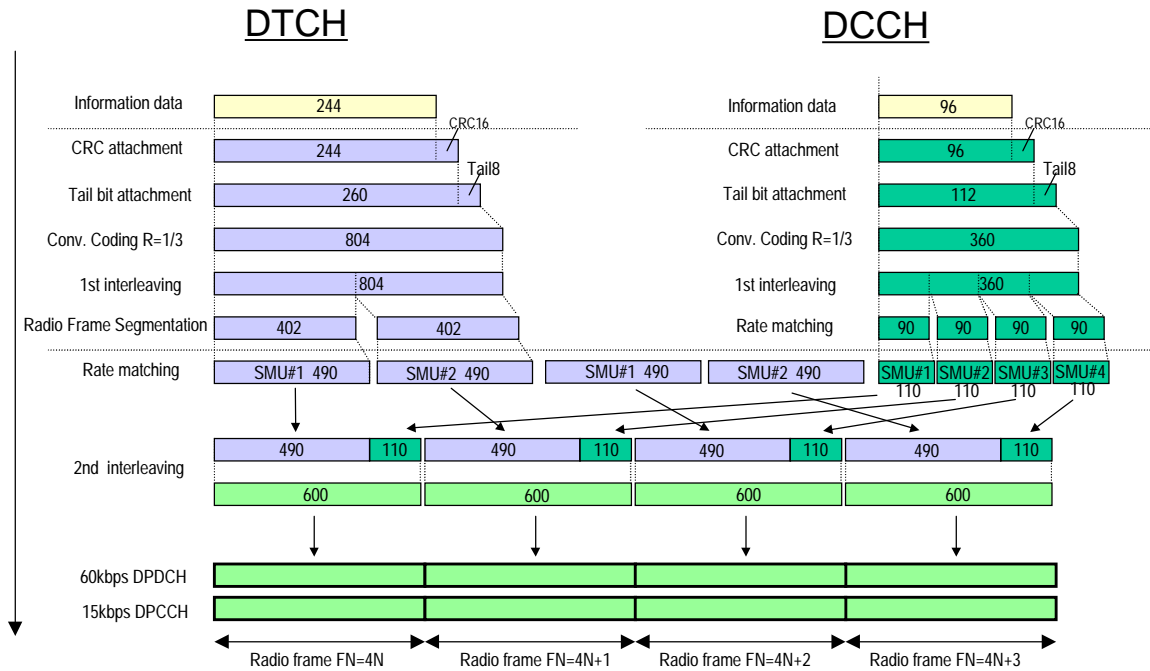 DTCH DCCH
Information data 244 Information data 96
CRC16 CRC16
CRC attachment 244 CRC attachment 96
Tail8 Tail8
Tail bit attachment 260 Tail bit attachment 112
Conv. Coding R=1/3 804 Conv. Coding R=1/3 360
1st interleaving 804 1st interleaving 360
Radio Frame Segmentation 402 402 Rate matching 90 90 90 90
Rate matching SMU#1 490 SMU#2 490 SMU#1 490 SMU#2 490 SMU#1 SMU#2 SMU#3 SMU#4
110 110 110 110
490 110 490 110 490 110 490 110
2nd interleaving
600 600 600 600
60kbps DPDCH
15kbps DPCCH
Radio frame FN=4N Radio frame FN=4N+1 Radio frame FN=4N+2 Radio frame FN=4N+3